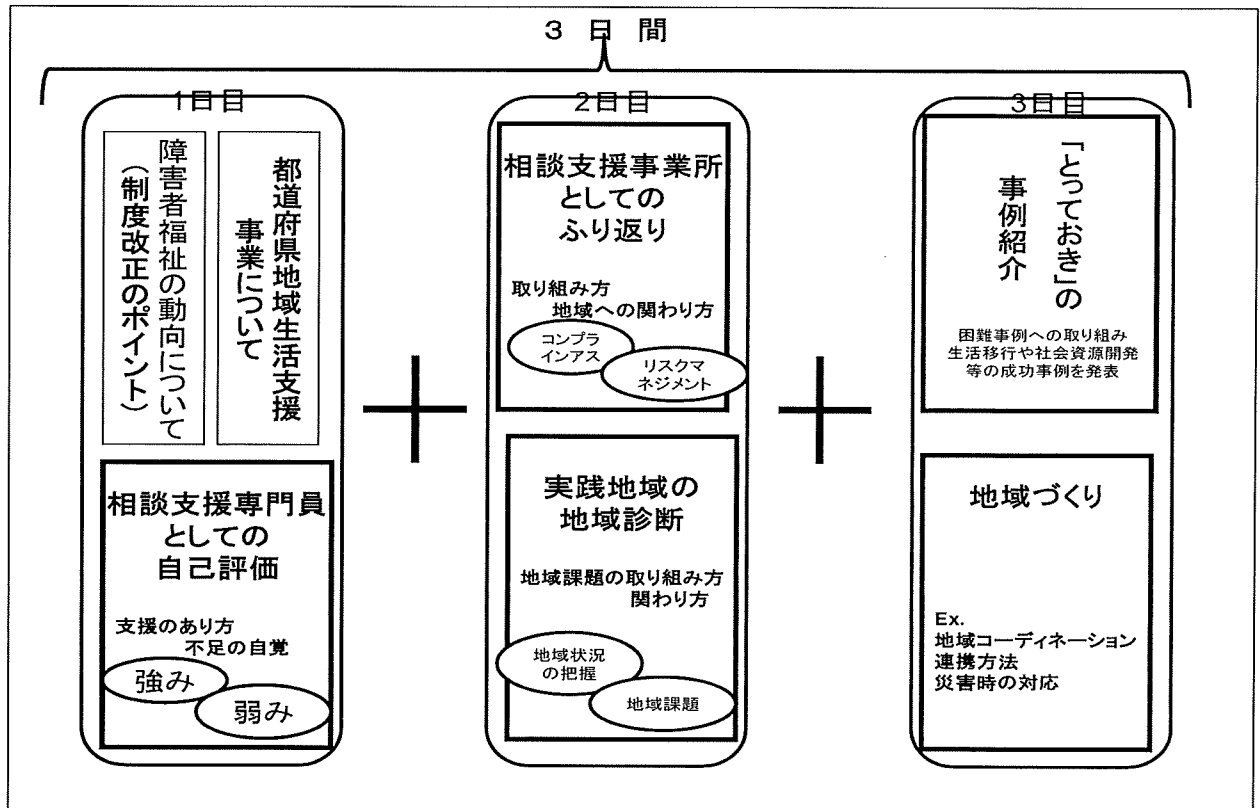 3 日 間
1日目
都道府県地域生活支援
事業について
障害者福祉の動向について
（制度改正のポイント）
相談支援専門員
としての
自己評価
支援のあり方
不足の自覚
強み
弱み
2日目
相談支援事業所
としての
ふり返り
取り組み方
地域への関わり方
コンプラ
インアス
リスクマ
ネジメント
実践地域の
地域診断
地域課題の取り組み方
関わり方
地域状況
の把握
地域課題
3日目
「とっておき」の
事例紹介
困難事例への取り組み
生活移行や社会資源開発
等の成功事例を発表
地域づくり
Ex.
地域コーディネーション
連携方法
災害時の対応